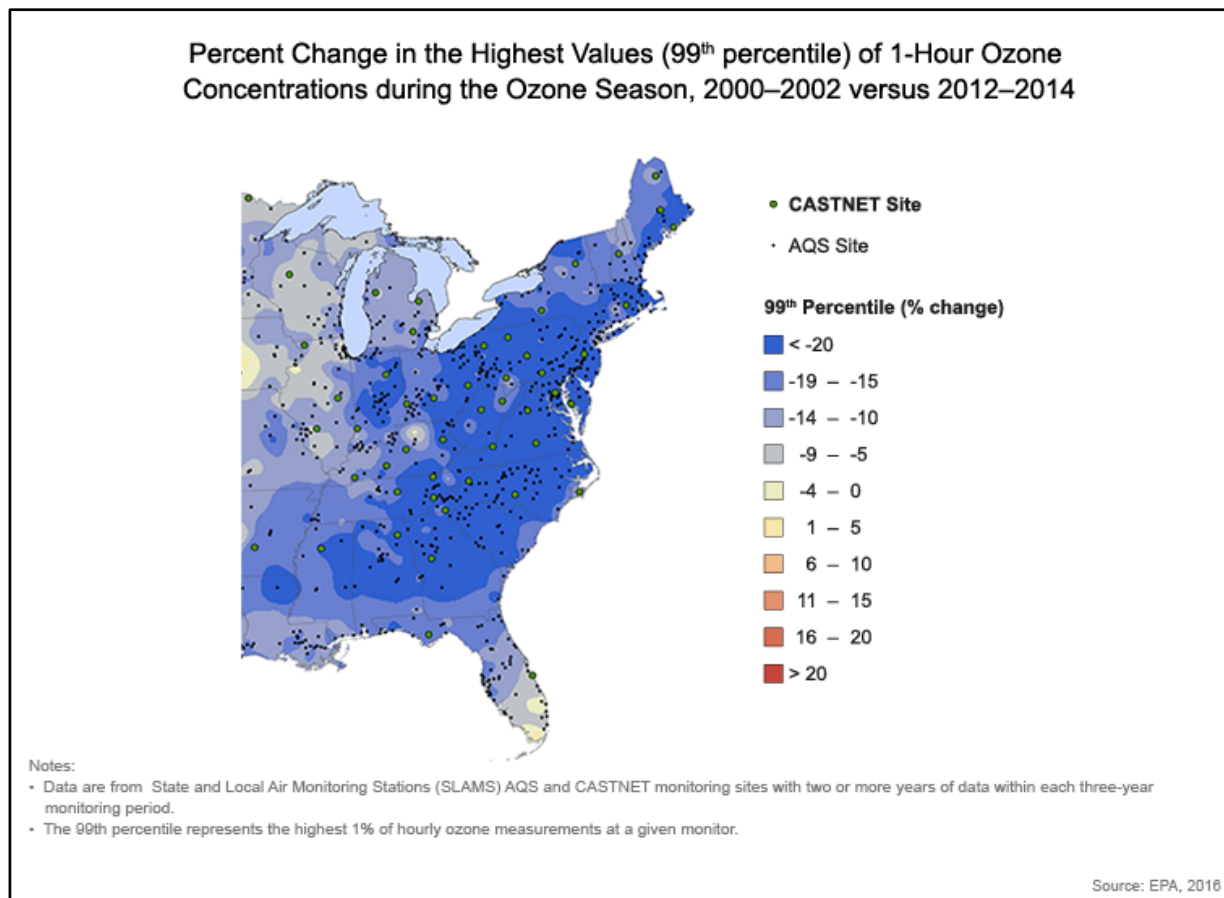 Percent Change in the Highest Values (99th percentile) of 1-Hour Ozone
Concentrations during the Ozone Season, 2000–2002 versus 2012–2014
CASTNET Site
AQS Site
99th Percentile (% change)
< -20
-19 – -15
-14 – -10
-9 – -5
-4 – 0
1 – 5
6 – 10
11 – 15
16 – 20
> 20
Notes:
• Data are from State and Local Air Monitoring Stations (SLAMS) AQS and CASTNET monitoring sites with two or more years of data within each three-year
monitoring period.
• The 99th percentile represents the highest 1% of hourly ozone measurements at a given monitor.
Source: EPA, 2016